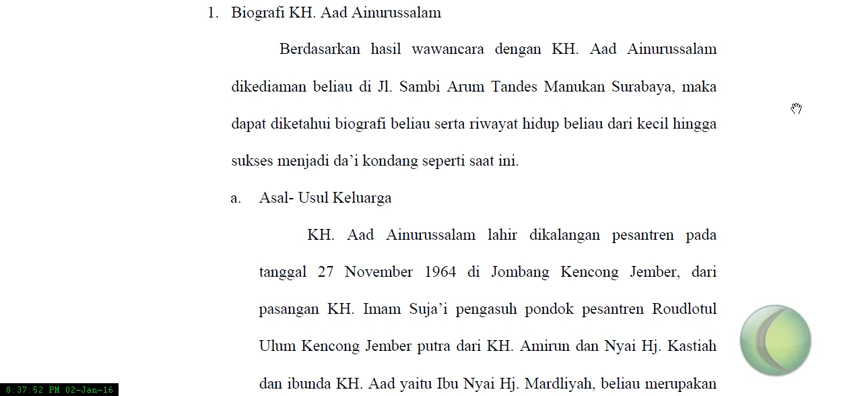 1. Biografi KH. Aad Ainurussalam
Berdasarkan hasil wawancara dengan KH. Aad Ainurussalam
dikediaman beliau di Jl. Sambi Arum Tandes Manukan Surabaya, maka
dapat diketahui biografi beliau serta riwayat hidup beliau dari kecil hingga
sukses menjadi da’i kondang seperti saat ini.
a. Asal- Usul Keluarga
KH. Aad Ainurussalam lahir dikalangan pesantren pada
tanggal 27 November 1964 di Jombang Kencong Jember, dari
pasangan KH. Imam Suja’i pengasuh pondok pesantren Roudlotul
Ulum Kencong Jember putra dari KH. Amirun dan Nyai Hj. Kastiah
dan ibunda KH. Aad yaitu Ibu Nyai Hj. Mardliyah, beliau merupakan
8:37:52 PM 02-Jan-16